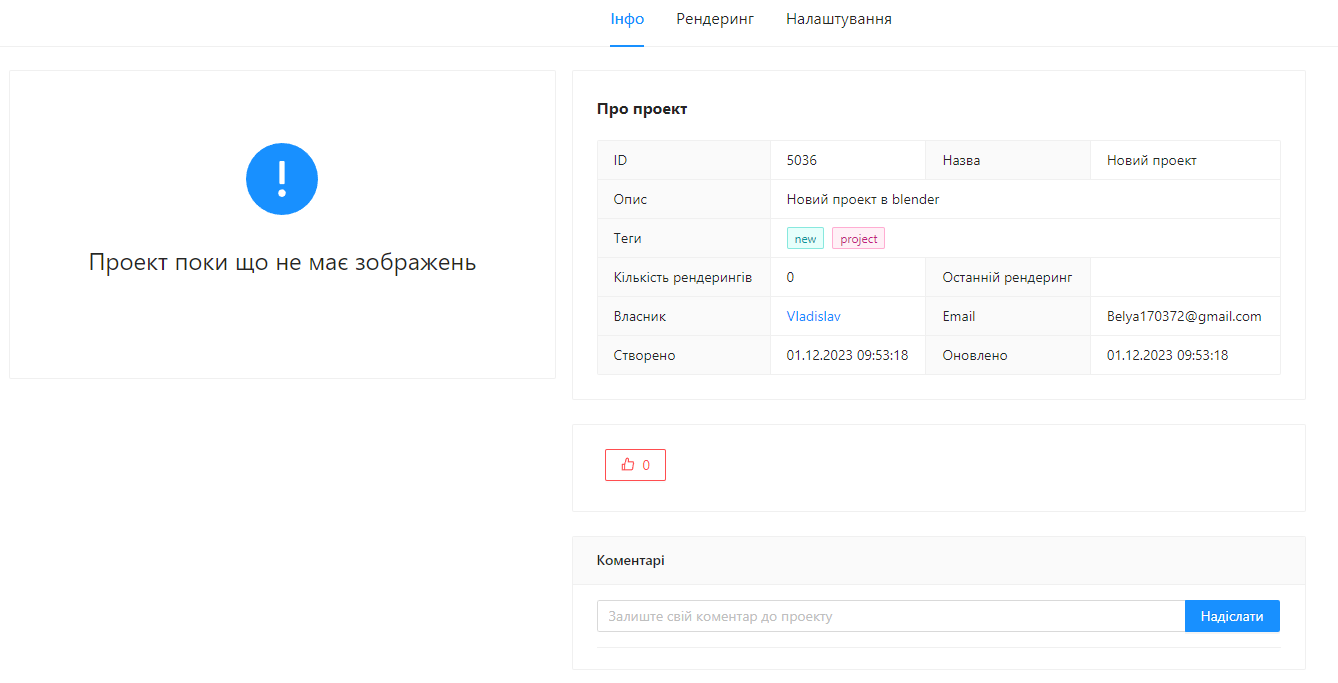 Інфо Рендеринг Налаштування
Проект поки що не має зображень
Про проект
ID 5036 Назва Новий проект
Опис Новий проект в blender
Теги new project
Кількість рендерингів 0 Останній рендеринг
Власник Vladislav Email Belya170372@gmail.com
Створено 01.12.2023 09:53:18 Оновлено 01.12.2023 09:53:18
0
Коментарі
Залиште свій коментар до проекту Надіслати